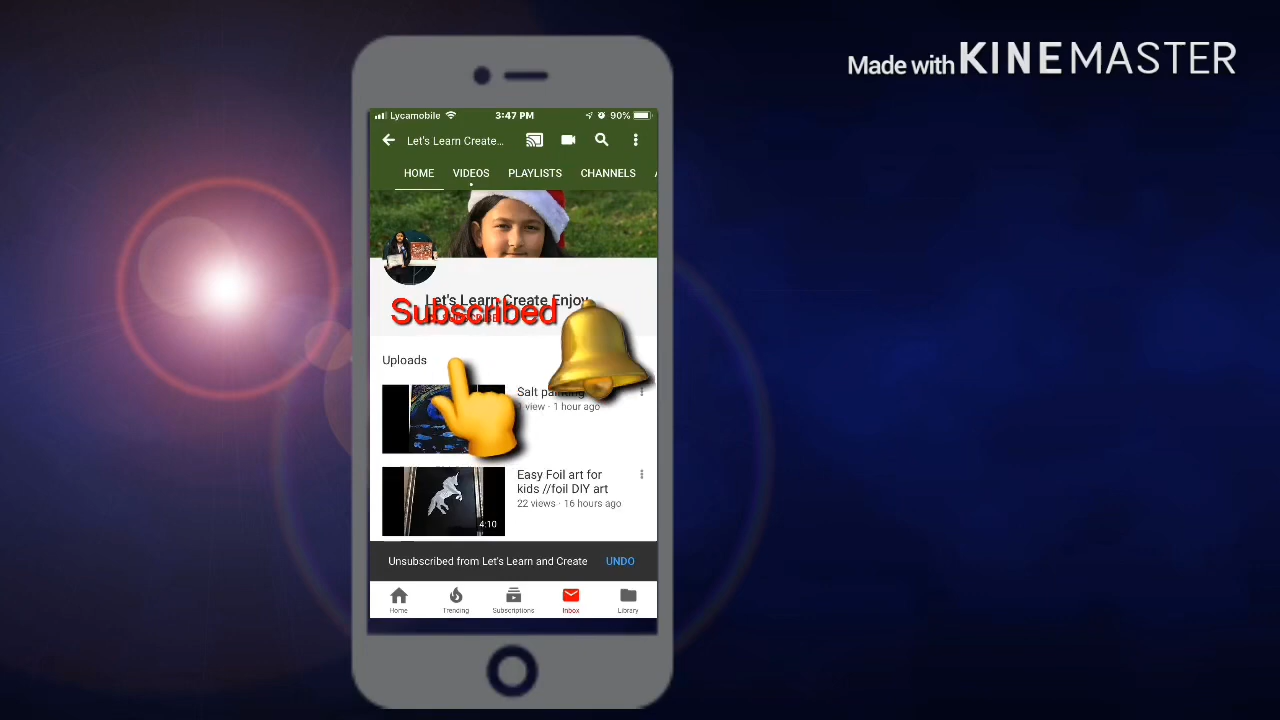 Made with KINEMASTER
Lycamobile 3:47 PM 90%
Let's Learn Create...
HOME VIDEOS PLAYLISTS CHANNELS
Let's Learn Create Enjoy
Subscribed
Uploads
Salt painting
1 view · 1 hour ago
Easy Foil art for
kids //foil DIY art
22 views · 16 hours ago
4:10
Unsubscribed from Let's Learn and Create UNDO
Home Trending Subscriptions Inbox Library